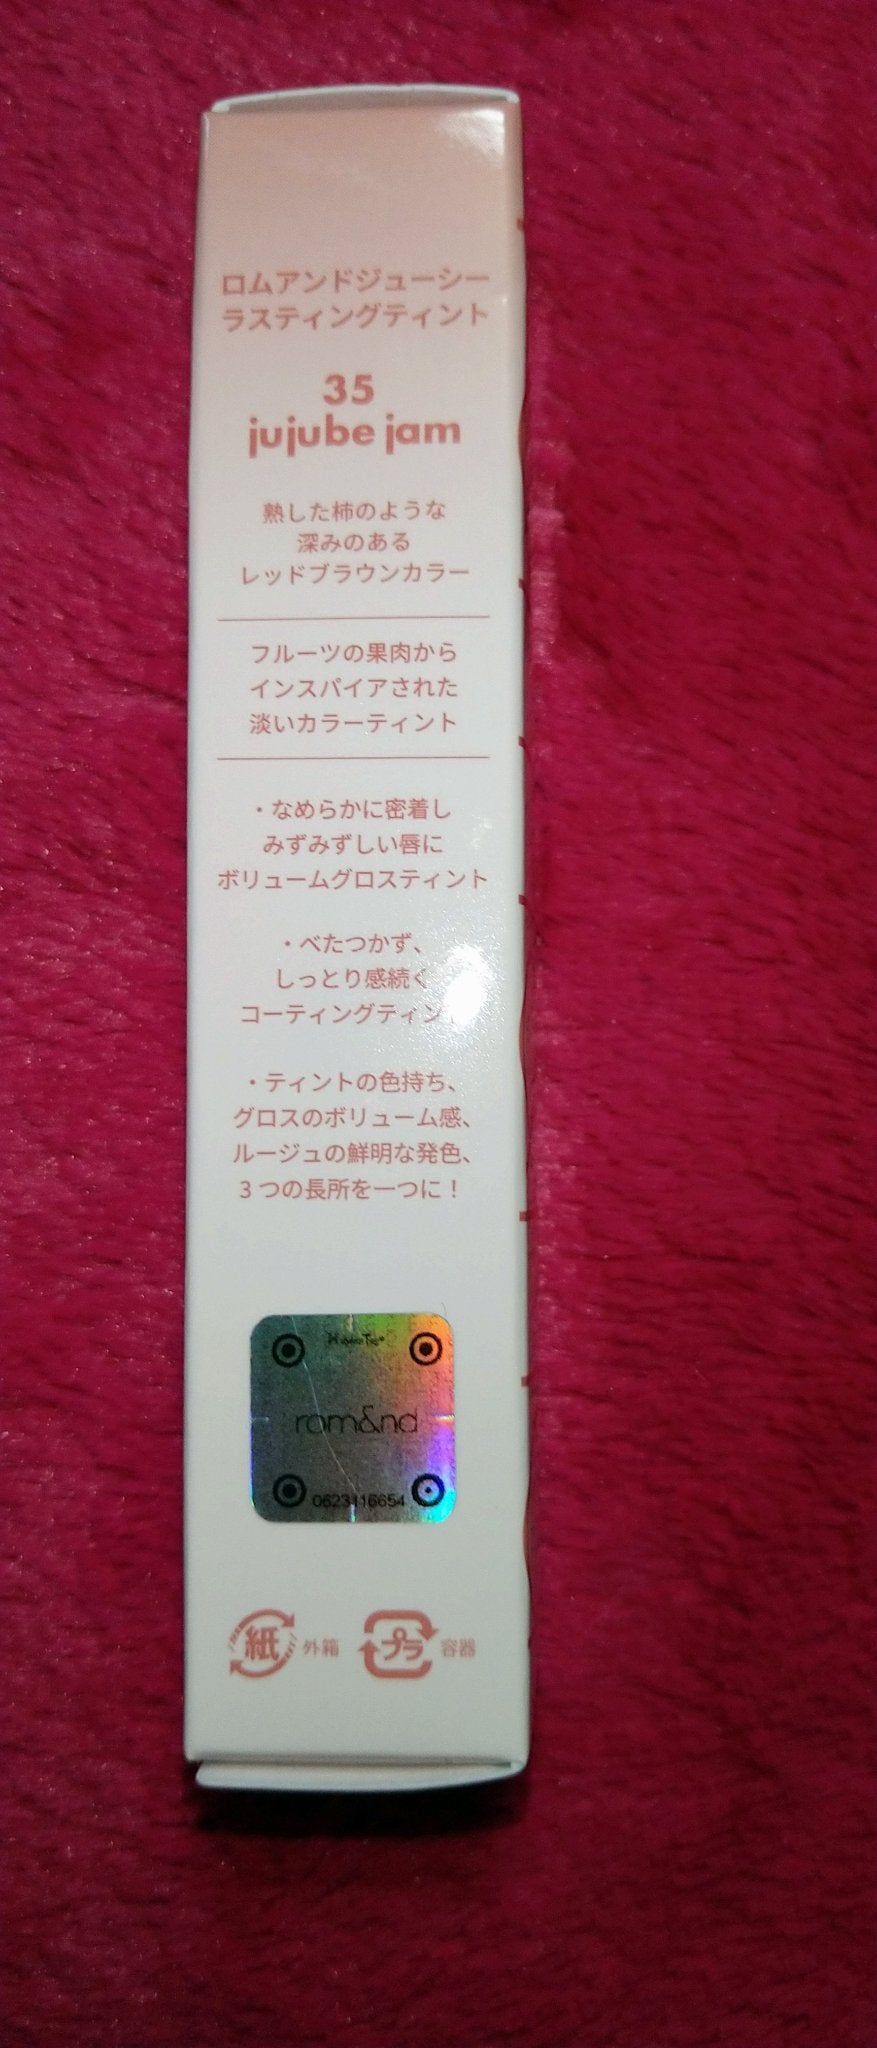 ロムアンドジューシー
ラスティングティント
35
jujube jam
熟した柿のような
深みのある
レッドブラウンカラー
フルーツの果肉から
インスパイアされた
淡いカラーティント
・なめらかに密着し
みずみずしい唇に
ボリュームグロスティント
・べたつかず、
しっとり感続く
コーティングティン
・ティントの色持ち、
グロスのボリューム感、
ルージュの鮮明な発色、
3つの長所を一つに！
rom&nd
0623116654
紙 外箱 プラ 容器